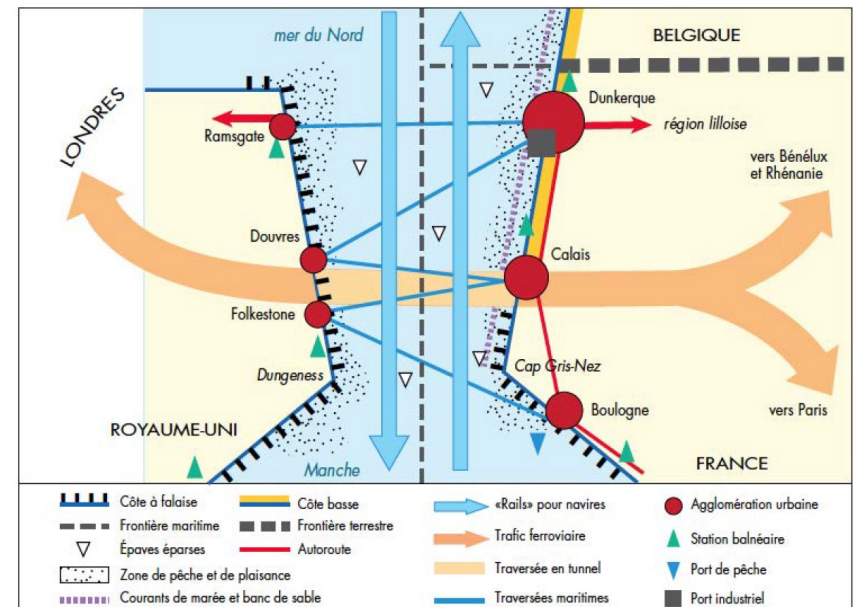 mer du Nord
BELGIQUE
LONDRES
Ramsgate
Dunkerque
région lilloise
vers Bénélux
et Rhénanie
Douvres
Calais
Folkestone
Dungeness
Cap Gris-Nez
Boulogne
vers Paris
ROYAUME-UNI
Manche
FRANCE
Côte à falaise
Côte basse
«Rails» pour navires
Agglomération urbaine
Frontière maritime
Frontière terrestre
Trafic ferroviaire
Station balnéaire
Épaves éparses
Autoroute
Zone de pêche et de plaisance
Traversée en tunnel
Port de pêche
Courants de marée et banc de sable
Traversées maritimes
Port industriel